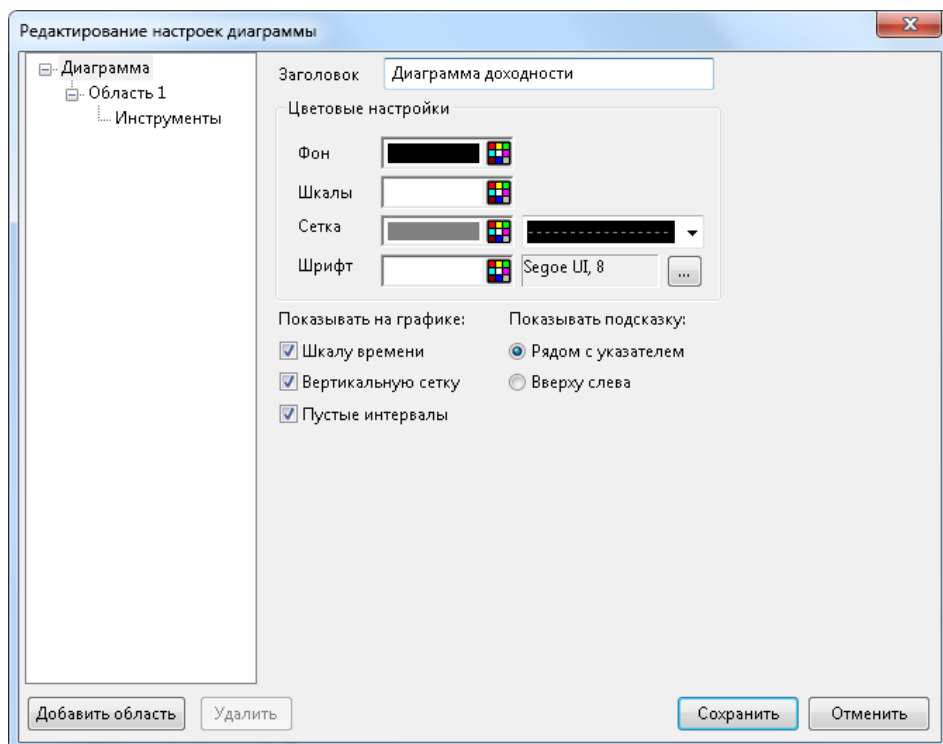 Редактирование настроек диаграммы
Диаграмма
Область 1
Инструменты
Заголовок Диаграмма доходности
Цветовые настройки
Фон
Шкалы
Сетка
Шрифт Segoe UI, 8 ...
Показывать на графике: Показывать подсказку:
Шкалу времени Рядом с указателем
Вертикальную сетку Вверху слева
Пустые интервалы
Добавить область Удалить Сохранить Отменить